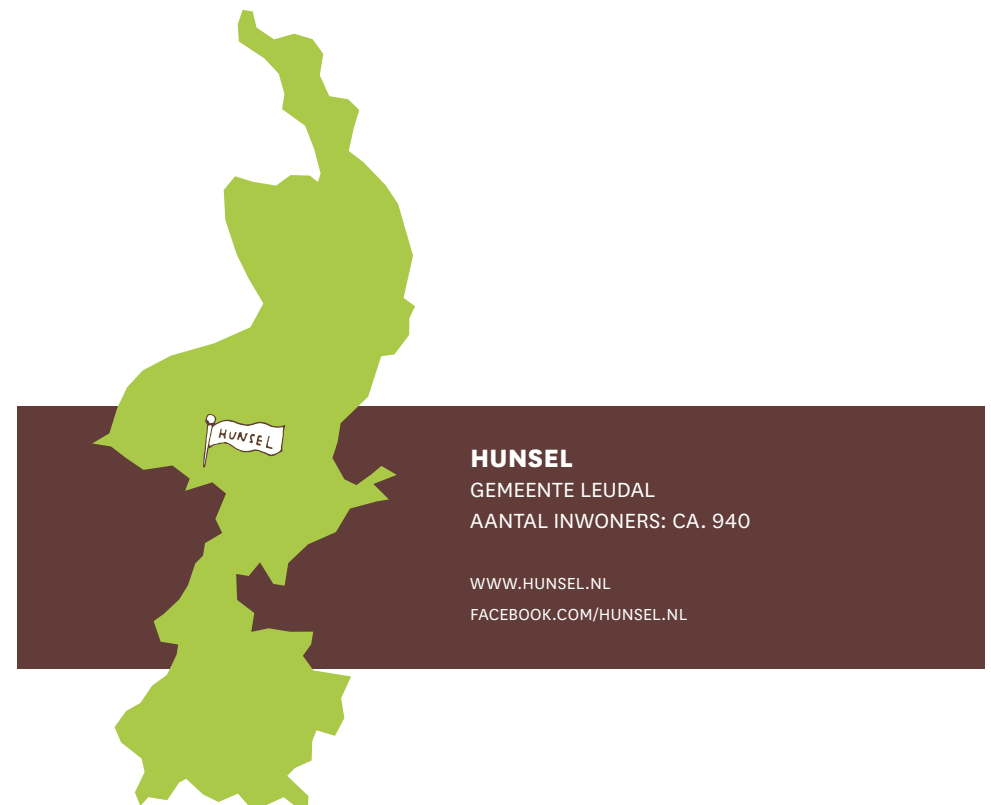 HUNSEL
HUNSEL
GEMEENTE LEUDAL
AANTAL INWONERS: CA. 940
WWW.HUNSEL.NL
FACEBOOK.COM/HUNSEL.NL